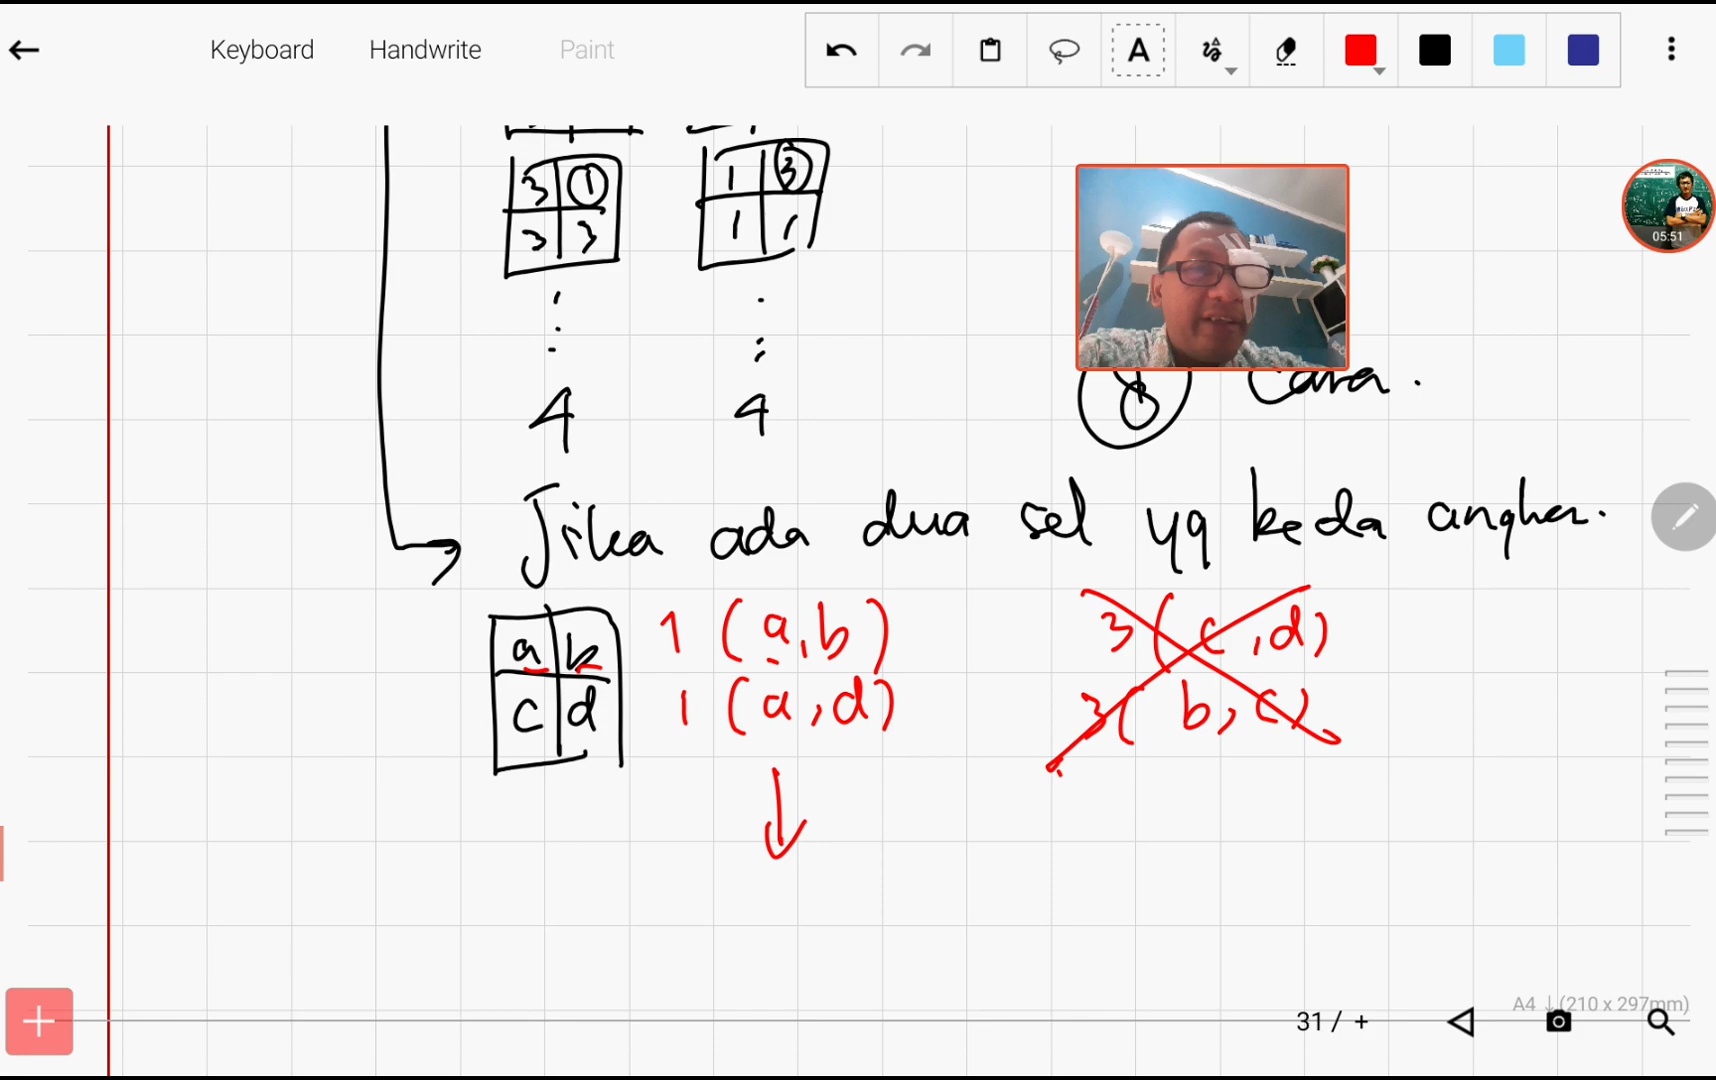 Keyboard Handwrite Paint A
05:51
3 1 1 3
3 3 1 1
4 4 8 cara.
Jika ada dua sel yg beda angka.
a b 1 (a,b) 3 (c,d)
c d 1 (a,d) 3( b,c)
A4 ↓(210 x 297mm)
31 / +